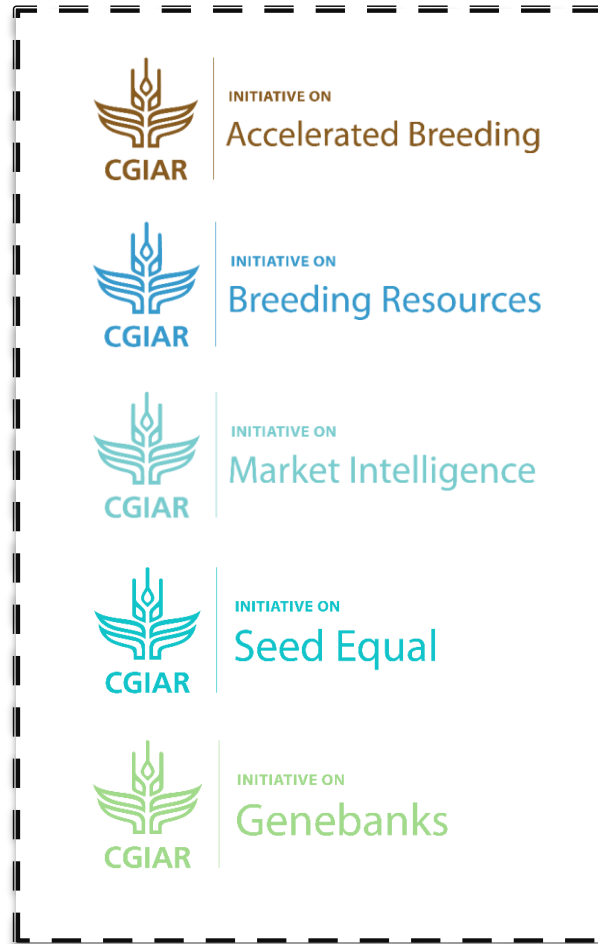 INITIATIVE ON
Accelerated Breeding
CGIAR
INITIATIVE ON
Breeding Resources
CGIAR
INITIATIVE ON
Market Intelligence
CGIAR
INITIATIVE ON
Seed Equal
CGIAR
INITIATIVE ON
Genebanks
CGIAR